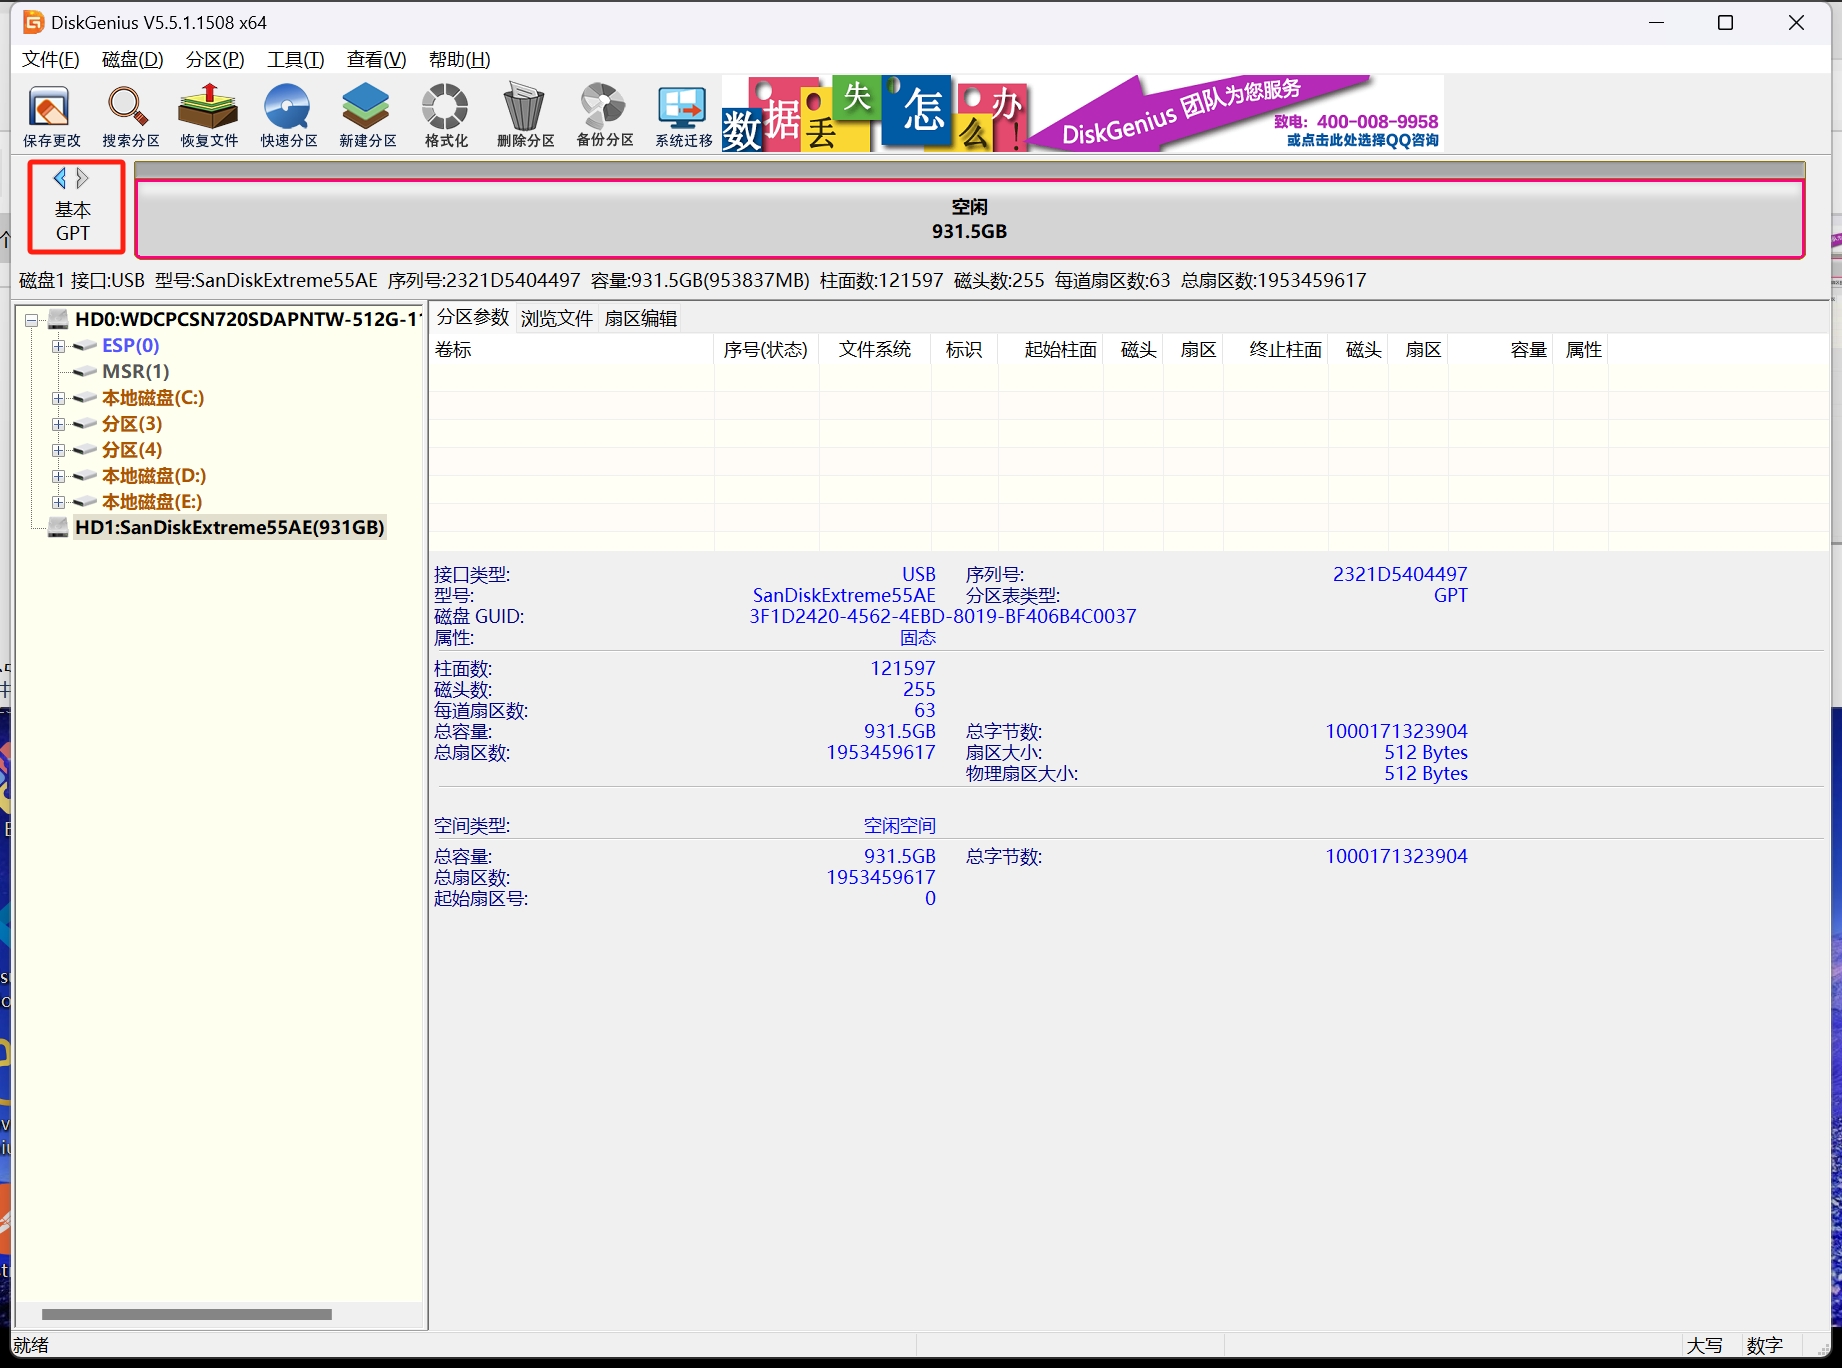 DiskGenius V5.5.1.1508 x64
文件(F) 磁盘(D) 分区(P) 工具(T) 查看(V) 帮助(H)
保存更改 搜索分区 恢复文件 快速分区 新建分区 格式化 删除分区 备份分区 系统迁移
数据丢失怎么办!
DiskGenius 团队为您服务
致电：400-008-9958
或点击此处选择QQ咨询
基本
GPT
空闲
931.5GB
磁盘1 接口:USB 型号:SanDiskExtreme55AE 序列号:2321D5404497 容量:931.5GB(953837MB) 柱面数:121597 磁头数:255 每道扇区数:63 总扇区数:1953459617
HD0:WDCPCSN720SDAPNTW-512G-1
ESP(0)
MSR(1)
本地磁盘(C:)
分区(3)
分区(4)
本地磁盘(D:)
本地磁盘(E:)
HD1:SanDiskExtreme55AE(931GB)
分区参数 浏览文件 扇区编辑
卷标 序号(状态) 文件系统 标识 起始柱面 磁头 扇区 终止柱面 磁头 扇区 容量 属性
接口类型: USB 序列号: 2321D5404497
型号: SanDiskExtreme55AE 分区表类型: GPT
磁盘 GUID: 3F1D2420-4562-4EBD-8019-BF406B4C0037
属性: 固态
柱面数: 121597
磁头数: 255
每道扇区数: 63
总容量: 931.5GB 总字节数: 1000171323904
总扇区数: 1953459617 扇区大小: 512 Bytes
物理扇区大小: 512 Bytes
空间类型: 空闲空间
总容量: 931.5GB 总字节数: 1000171323904
总扇区数: 1953459617
起始扇区号: 0
就绪 大写 数字